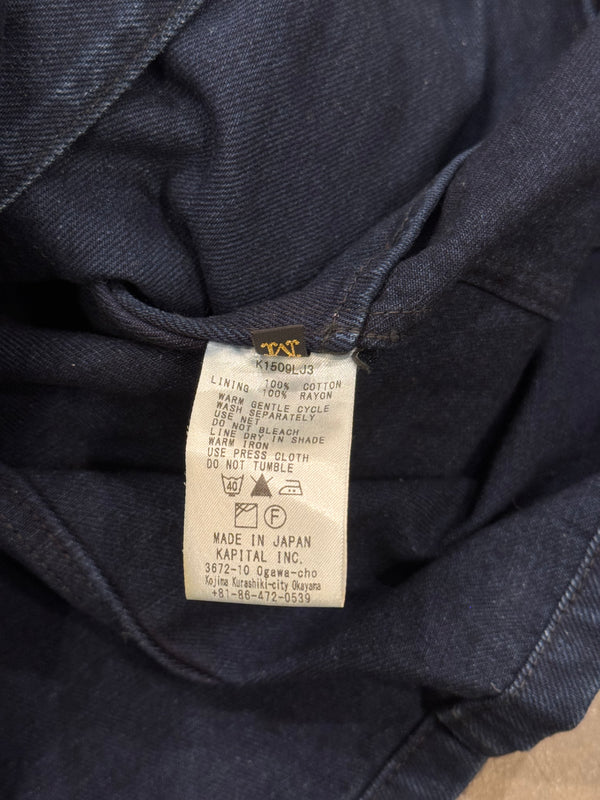 M
K1509LJ3
100% COTTON
LINING 100% RAYON
WARM GENTLE CYCLE
WASH SEPARATELY
USE NET
DO NOT BLEACH
LINE DRY IN SHADE
WARM IRON
USE PRESS CLOTH
DO NOT TUMBLE
40
F
MADE IN JAPAN
KAPITAL INC.
3672-10 Ogawa-cho
Kojima Kurashiki-city Okayama
+81-86-472-0539